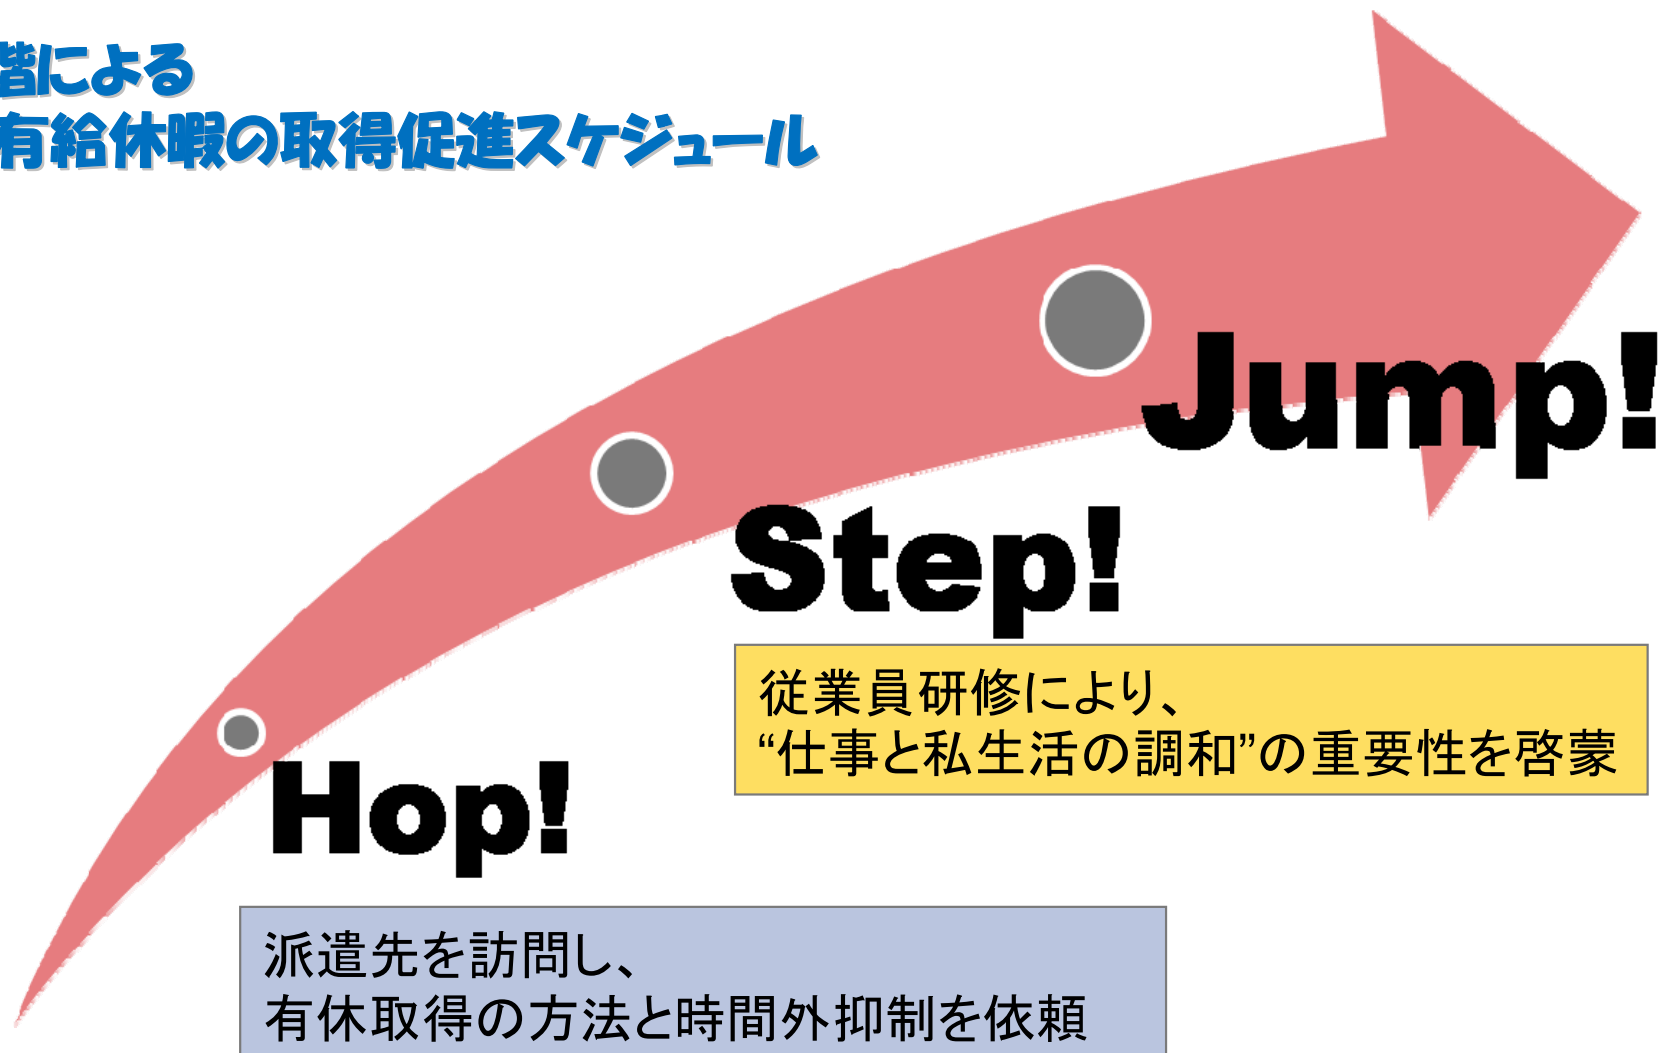 階による
有給休暇の取得促進スケジュール
Jump!
Step!
従業員研修により、
“仕事と私生活の調和”の重要性を啓蒙
Hop!
派遣先を訪問し、
有休取得の方法と時間外抑制を依頼